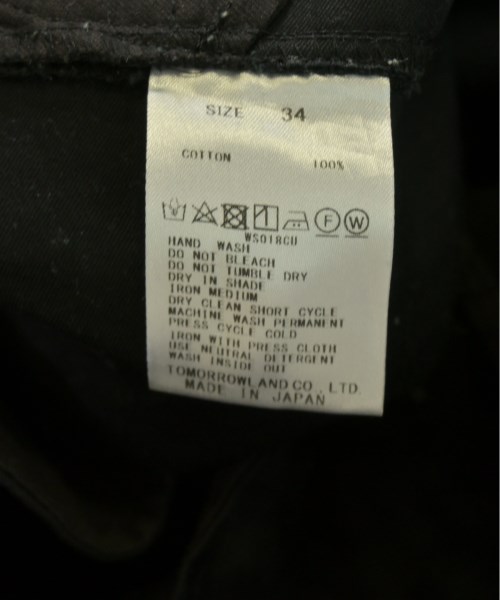 SIZE 34
COTTON 100%
F W
WS018CU
HAND WASH
DO NOT BLEACH
DO NOT TUMBLE DRY
DRY IN SHADE
IRON MEDIUM
DRY CLEAN SHORT CYCLE
MACHINE WASH PERMANENT
PRESS CYCLE COLD
IRON WITH PRESS CLOTH
USE NEUTRAL DETERGENT
WASH INSIDE OUT
TOMORROWLAND CO., LTD.
MADE IN JAPAN